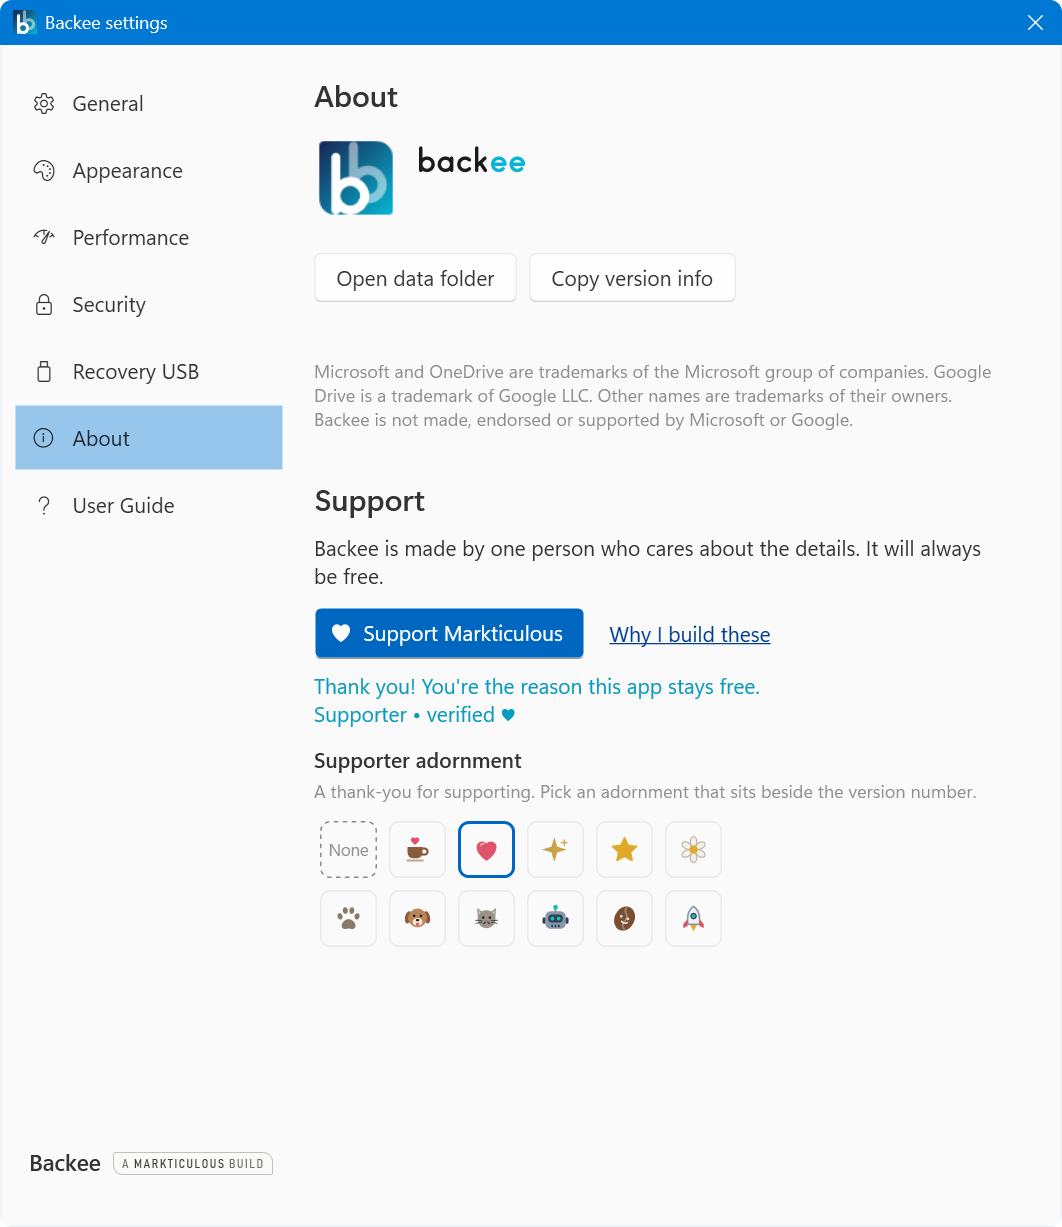 Backee settings
General
Appearance
Performance
Security
Recovery USB
About
User Guide
About
backee
Open data folder
Copy version info
Microsoft and OneDrive are trademarks of the Microsoft group of companies. Google
Drive is a trademark of Google LLC. Other names are trademarks of their owners.
Backee is not made, endorsed or supported by Microsoft or Google.
Support
Backee is made by one person who cares about the details. It will always
be free.
Support Markticulous
Why I build these
Thank you! You're the reason this app stays free.
Supporter • verified ♥
Supporter adornment
A thank-you for supporting. Pick an adornment that sits beside the version number.
None
Backee
A MARKTICULOUS BUILD